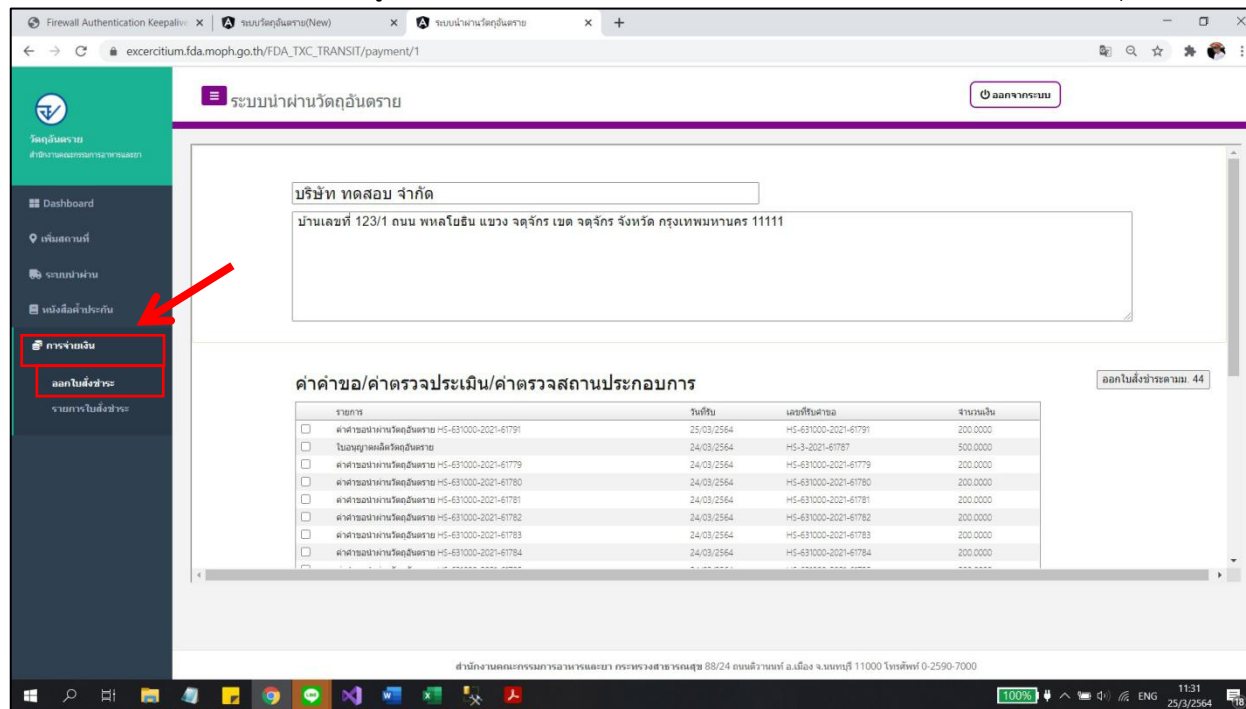 Firewall Authentication Keepaliv
ระบบวัตถุอันตราย(New)
ระบบนำผ่านวัตถุอันตราย
excercitium.fda.moph.go.th/FDA_TXC_TRANSIT/payment/1
วัตถุอันตราย
สำนักงานคณะกรรมการอาหารและยา
ระบบนำผ่านวัตถุอันตราย
ออกจากระบบ
Dashboard
เพิ่มสถานที่
ระบบนำผ่าน
หนังสือค้ำประกัน
การจ่ายเงิน
ออกใบสั่งชำระ
รายการใบสั่งชำระ
บริษัท ทดสอบ จำกัด
บ้านเลขที่ 123/1 ถนน พหลโยธิน แขวง จตุจักร เขต จตุจักร จังหวัด กรุงเทพมหานคร 11111
ค่าคำขอ/ค่าตรวจประเมิน/ค่าตรวจสถานประกอบการ
ออกใบสั่งชำระตามม. 44
รายการ วันที่รับ เลขที่รับคำขอ จำนวนเงิน
ค่าคำขอนำผ่านวัตถุอันตราย HS-631000-2021-61791 25/03/2564 HS-631000-2021-61791 200.0000
ใบอนุญาตผลิตวัตถุอันตราย 24/03/2564 HS-3-2021-61787 500.0000
ค่าคำขอนำผ่านวัตถุอันตราย HS-631000-2021-61779 24/03/2564 HS-631000-2021-61779 200.0000
ค่าคำขอนำผ่านวัตถุอันตราย HS-631000-2021-61780 24/03/2564 HS-631000-2021-61780 200.0000
ค่าคำขอนำผ่านวัตถุอันตราย HS-631000-2021-61781 24/03/2564 HS-631000-2021-61781 200.0000
ค่าคำขอนำผ่านวัตถุอันตราย HS-631000-2021-61782 24/03/2564 HS-631000-2021-61782 200.0000
ค่าคำขอนำผ่านวัตถุอันตราย HS-631000-2021-61783 24/03/2564 HS-631000-2021-61783 200.0000
ค่าคำขอนำผ่านวัตถุอันตราย HS-631000-2021-61784 24/03/2564 HS-631000-2021-61784 200.0000
สำนักงานคณะกรรมการอาหารและยา กระทรวงสาธารณสุข 88/24 ถนนติวานนท์ อ.เมือง จ.นนทบุรี 11000 โทรศัพท์ 0-2590-7000
100% ENG 11:31
25/3/2564
18